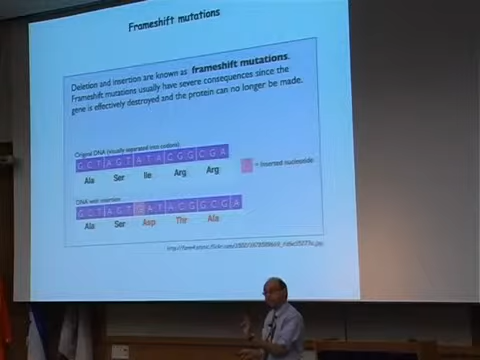 Frameshift mutations
Deletion and insertion are known as frameshift mutations.
Frameshift mutations usually have severe consequences since the
gene is effectively destroyed and the protein can no longer be made.
Original DNA (visually separated into codons)
G C T A G T A T A C G G C G A
Ala Ser Ile Arg Arg
= inserted nucleotide
DNA with insertion
G C T A G T G A T A C G G C G A
Ala Ser Asp Thr Ala